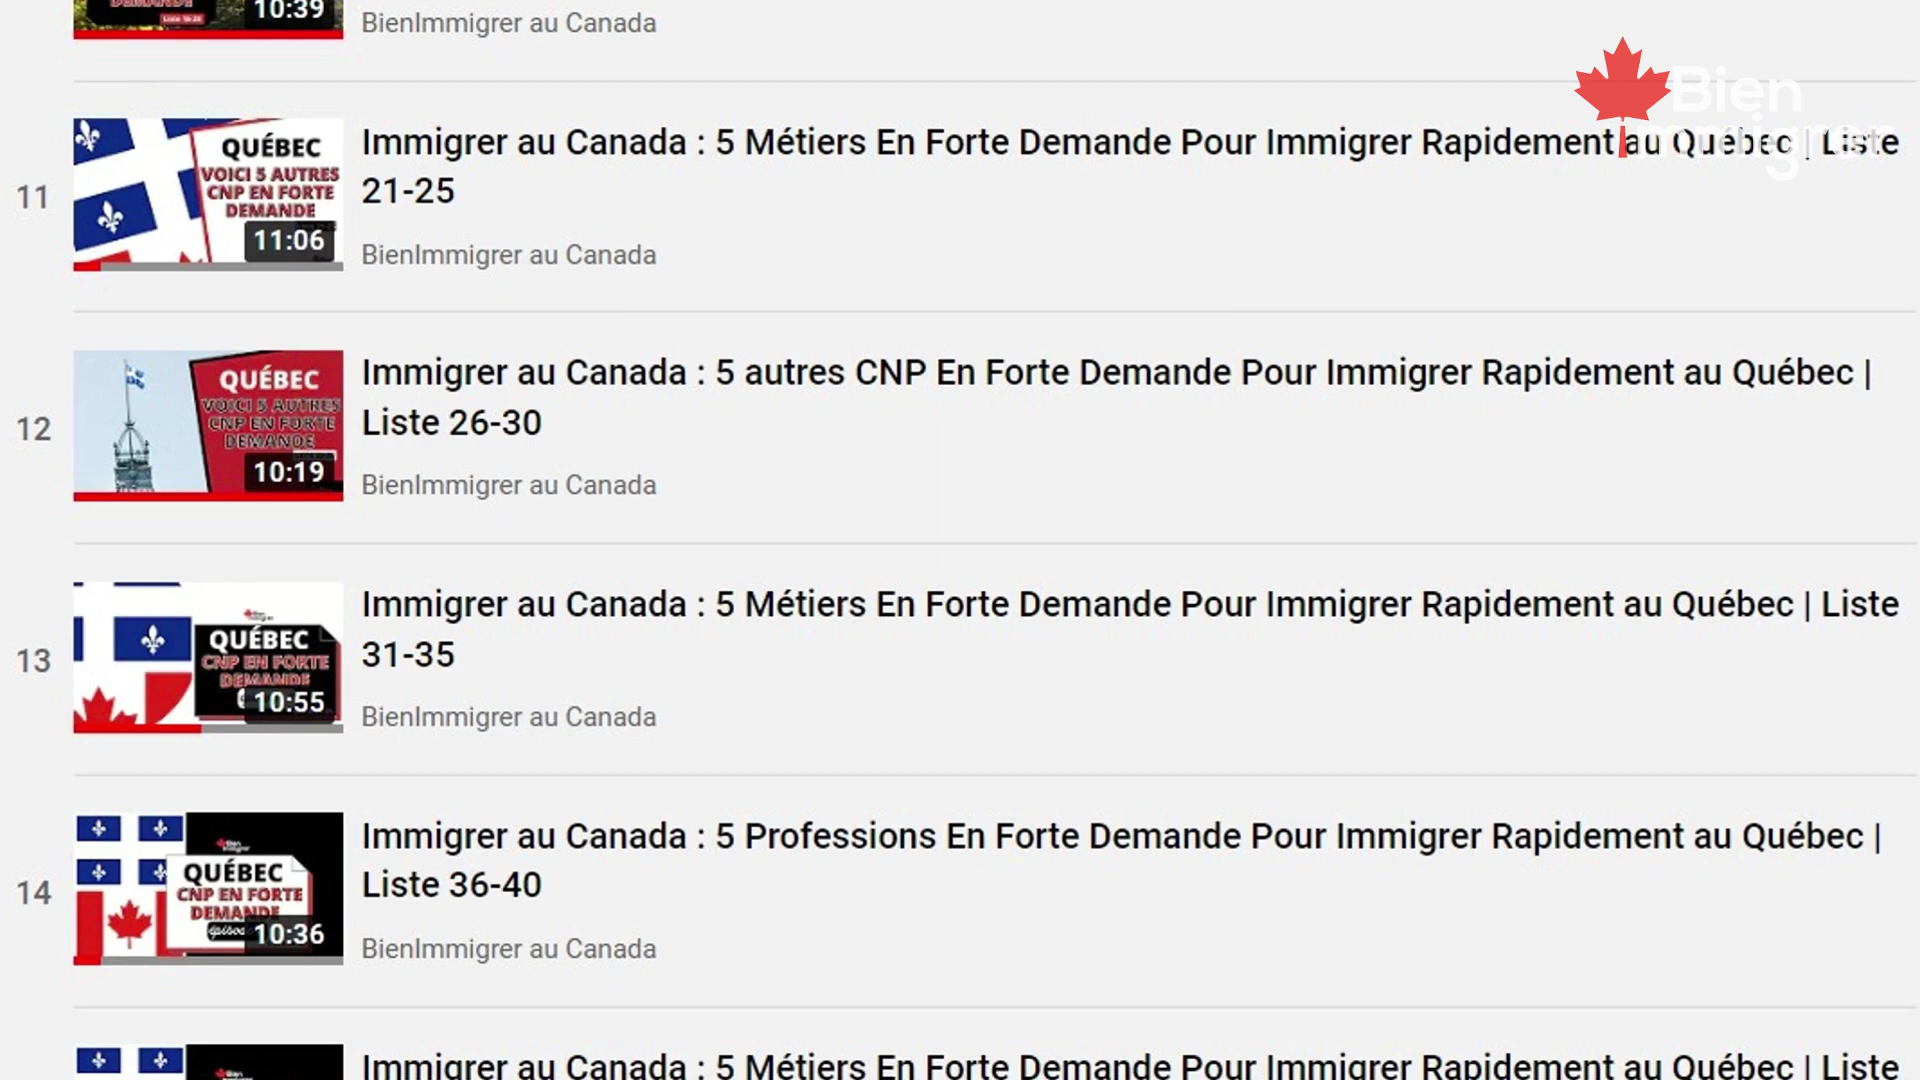 10:39
BienImmigrer au Canada
Bien
Immigrer
11
QUÉBEC
VOICI 5 AUTRES
CNP EN FORTE
DEMANDE
11:06
Immigrer au Canada : 5 Métiers En Forte Demande Pour Immigrer Rapidement au Québec | Liste
21-25
BienImmigrer au Canada
12
QUÉBEC
VOICI 5 AUTRES
CNP EN FORTE
DEMANDE
10:19
Immigrer au Canada : 5 autres CNP En Forte Demande Pour Immigrer Rapidement au Québec |
Liste 26-30
BienImmigrer au Canada
13
QUÉBEC
CNP EN FORTE
DEMANDE
10:55
Immigrer au Canada : 5 Métiers En Forte Demande Pour Immigrer Rapidement au Québec | Liste
31-35
BienImmigrer au Canada
14
QUÉBEC
CNP EN FORTE
DEMANDE
10:36
Immigrer au Canada : 5 Professions En Forte Demande Pour Immigrer Rapidement au Québec |
Liste 36-40
BienImmigrer au Canada
Immigrer au Canada : 5 Métiers En Forte Demande Pour Immigrer Rapidement au Québec | Liste